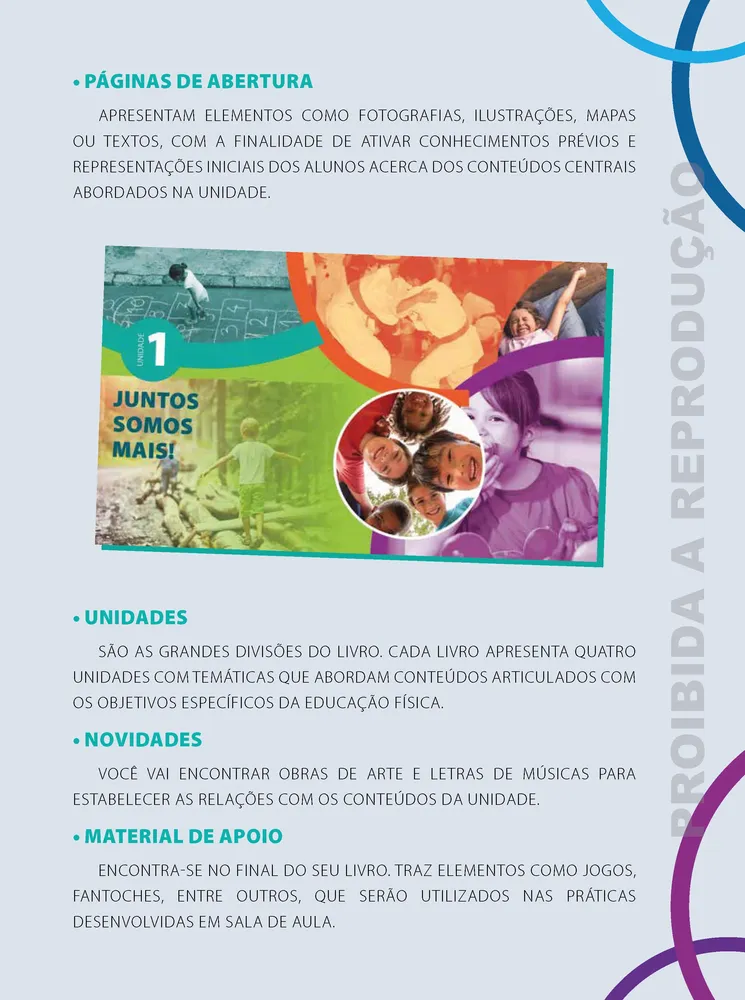 • PÁGINAS DE ABERTURA
APRESENTAM ELEMENTOS COMO FOTOGRAFIAS, ILUSTRAÇÕES, MAPAS
OU TEXTOS, COM A FINALIDADE DE ATIVAR CONHECIMENTOS PRÉVIOS E
REPRESENTAÇÕES INICIAIS DOS ALUNOS ACERCA DOS CONTEÚDOS CENTRAIS
ABORDADOS NA UNIDADE.
UNIDADE
1
JUNTOS
SOMOS
MAIS!
• UNIDADES
SÃO AS GRANDES DIVISÕES DO LIVRO. CADA LIVRO APRESENTA QUATRO
UNIDADES COM TEMÁTICAS QUE ABORDAM CONTEÚDOS ARTICULADOS COM
OS OBJETIVOS ESPECÍFICOS DA EDUCAÇÃO FÍSICA.
• NOVIDADES
VOCÊ VAI ENCONTRAR OBRAS DE ARTE E LETRAS DE MÚSICAS PARA
ESTABELECER AS RELAÇÕES COM OS CONTEÚDOS DA UNIDADE.
• MATERIAL DE APOIO
ENCONTRA-SE NO FINAL DO SEU LIVRO. TRAZ ELEMENTOS COMO JOGOS,
FANTOCHES, ENTRE OUTROS, QUE SERÃO UTILIZADOS NAS PRÁTICAS
DESENVOLVIDAS EM SALA DE AULA.
PROIBIDA A REPRODUÇÃO